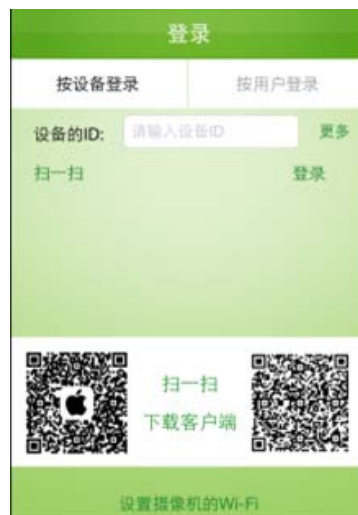 登录
按设备登录 按用户登录
设备的ID: 请输入设备ID 更多
扫一扫 登录
扫一扫
下载客户端
设置摄像机的Wi-Fi